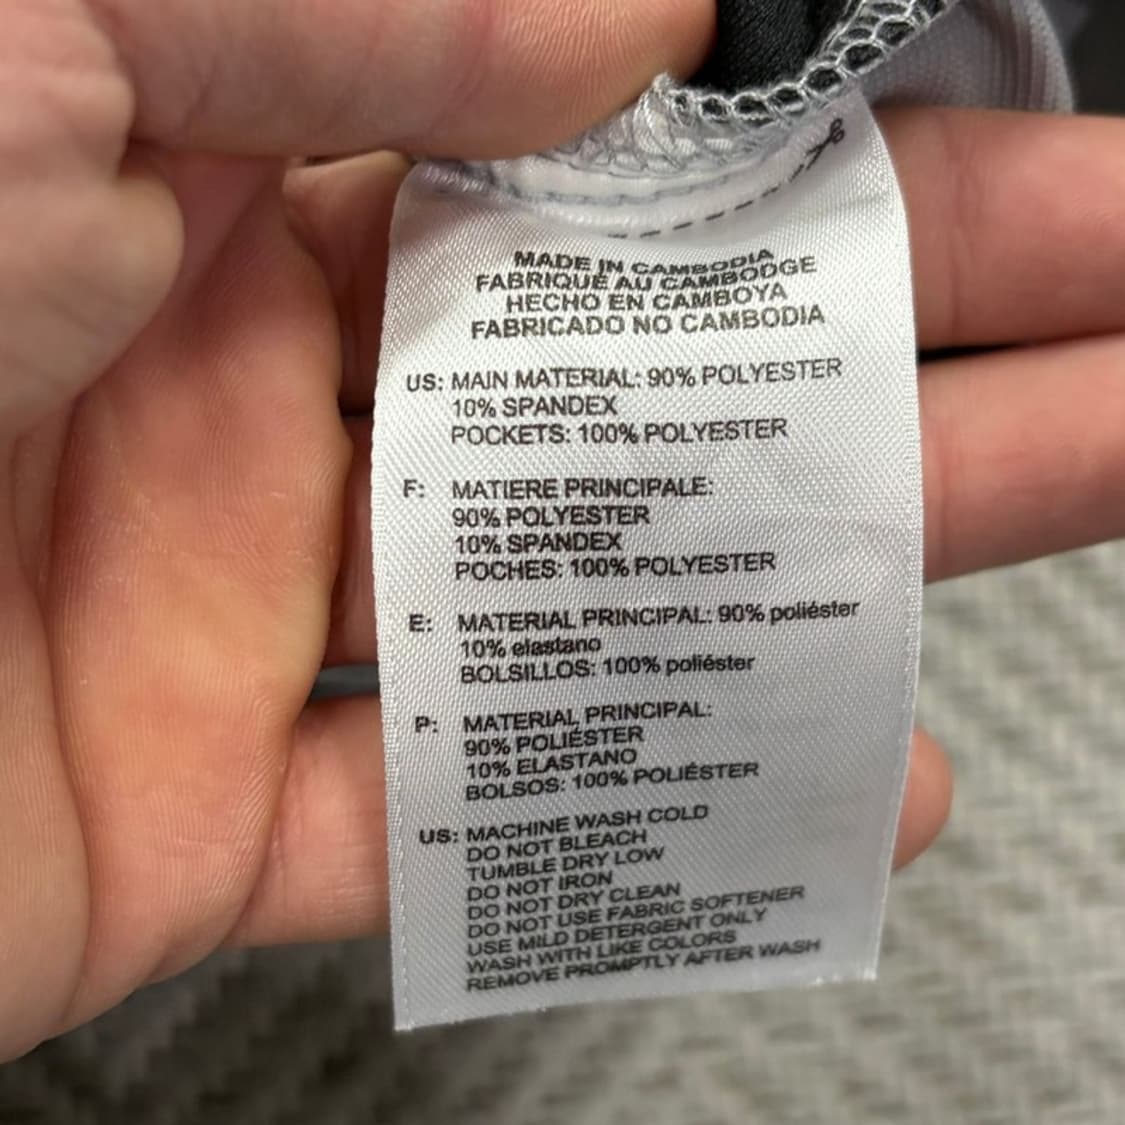 MADE IN CAMBODIA
FABRIQUE AU CAMBODGE
HECHO EN CAMBOYA
FABRICADO NO CAMBODIA
US: MAIN MATERIAL: 90% POLYESTER
10% SPANDEX
POCKETS: 100% POLYESTER
F: MATIERE PRINCIPALE:
90% POLYESTER
10% SPANDEX
POCHES: 100% POLYESTER
E: MATERIAL PRINCIPAL: 90% poliéster
10% elastano
BOLSILLOS: 100% poliéster
P: MATERIAL PRINCIPAL:
90% POLIÉSTER
10% ELASTANO
BOLSOS: 100% POLIÉSTER
US: MACHINE WASH COLD
DO NOT BLEACH
TUMBLE DRY LOW
DO NOT IRON
DO NOT DRY CLEAN
DO NOT USE FABRIC SOFTENER
USE MILD DETERGENT ONLY
WASH WITH LIKE COLORS
REMOVE PROMPTLY AFTER WASH